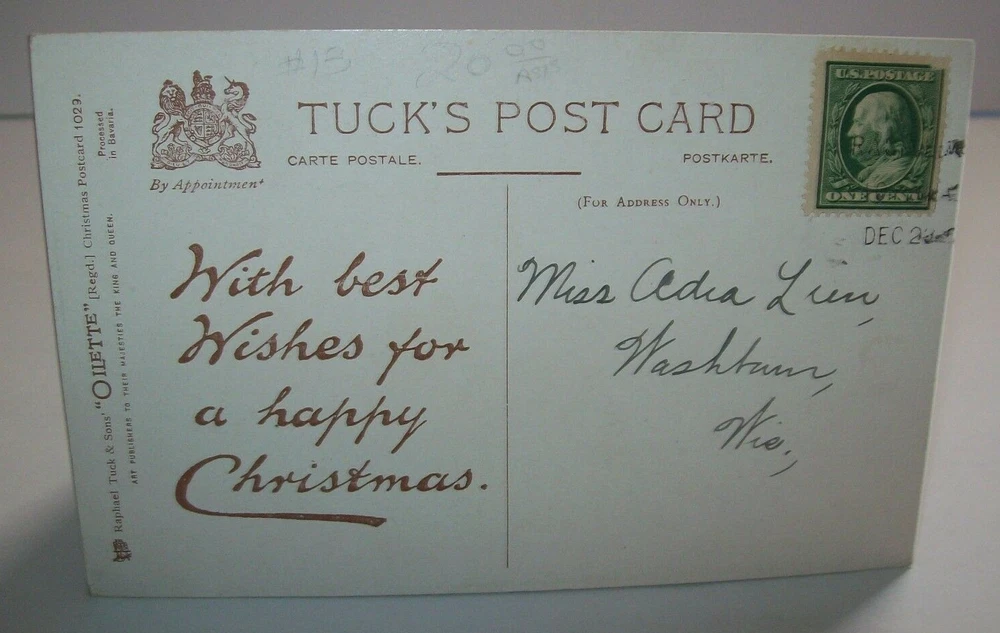 #15 20 00
TUCK'S POST CARD
CARTE POSTALE. POSTKARTE.
By Appointment
(FOR ADDRESS ONLY.)
U.S. POSTAGE
ONE CENT
DEC 2
With best
Wishes for
a happy
Christmas.
Miss Adia Lien,
Washburn,
Wis.,
Raphael Tuck & Sons' "OILETTE" [Regd.] Christmas Postcard 1029.
ART PUBLISHERS TO THEIR MAJESTIES THE KING AND QUEEN.
Processed
in Bavaria.